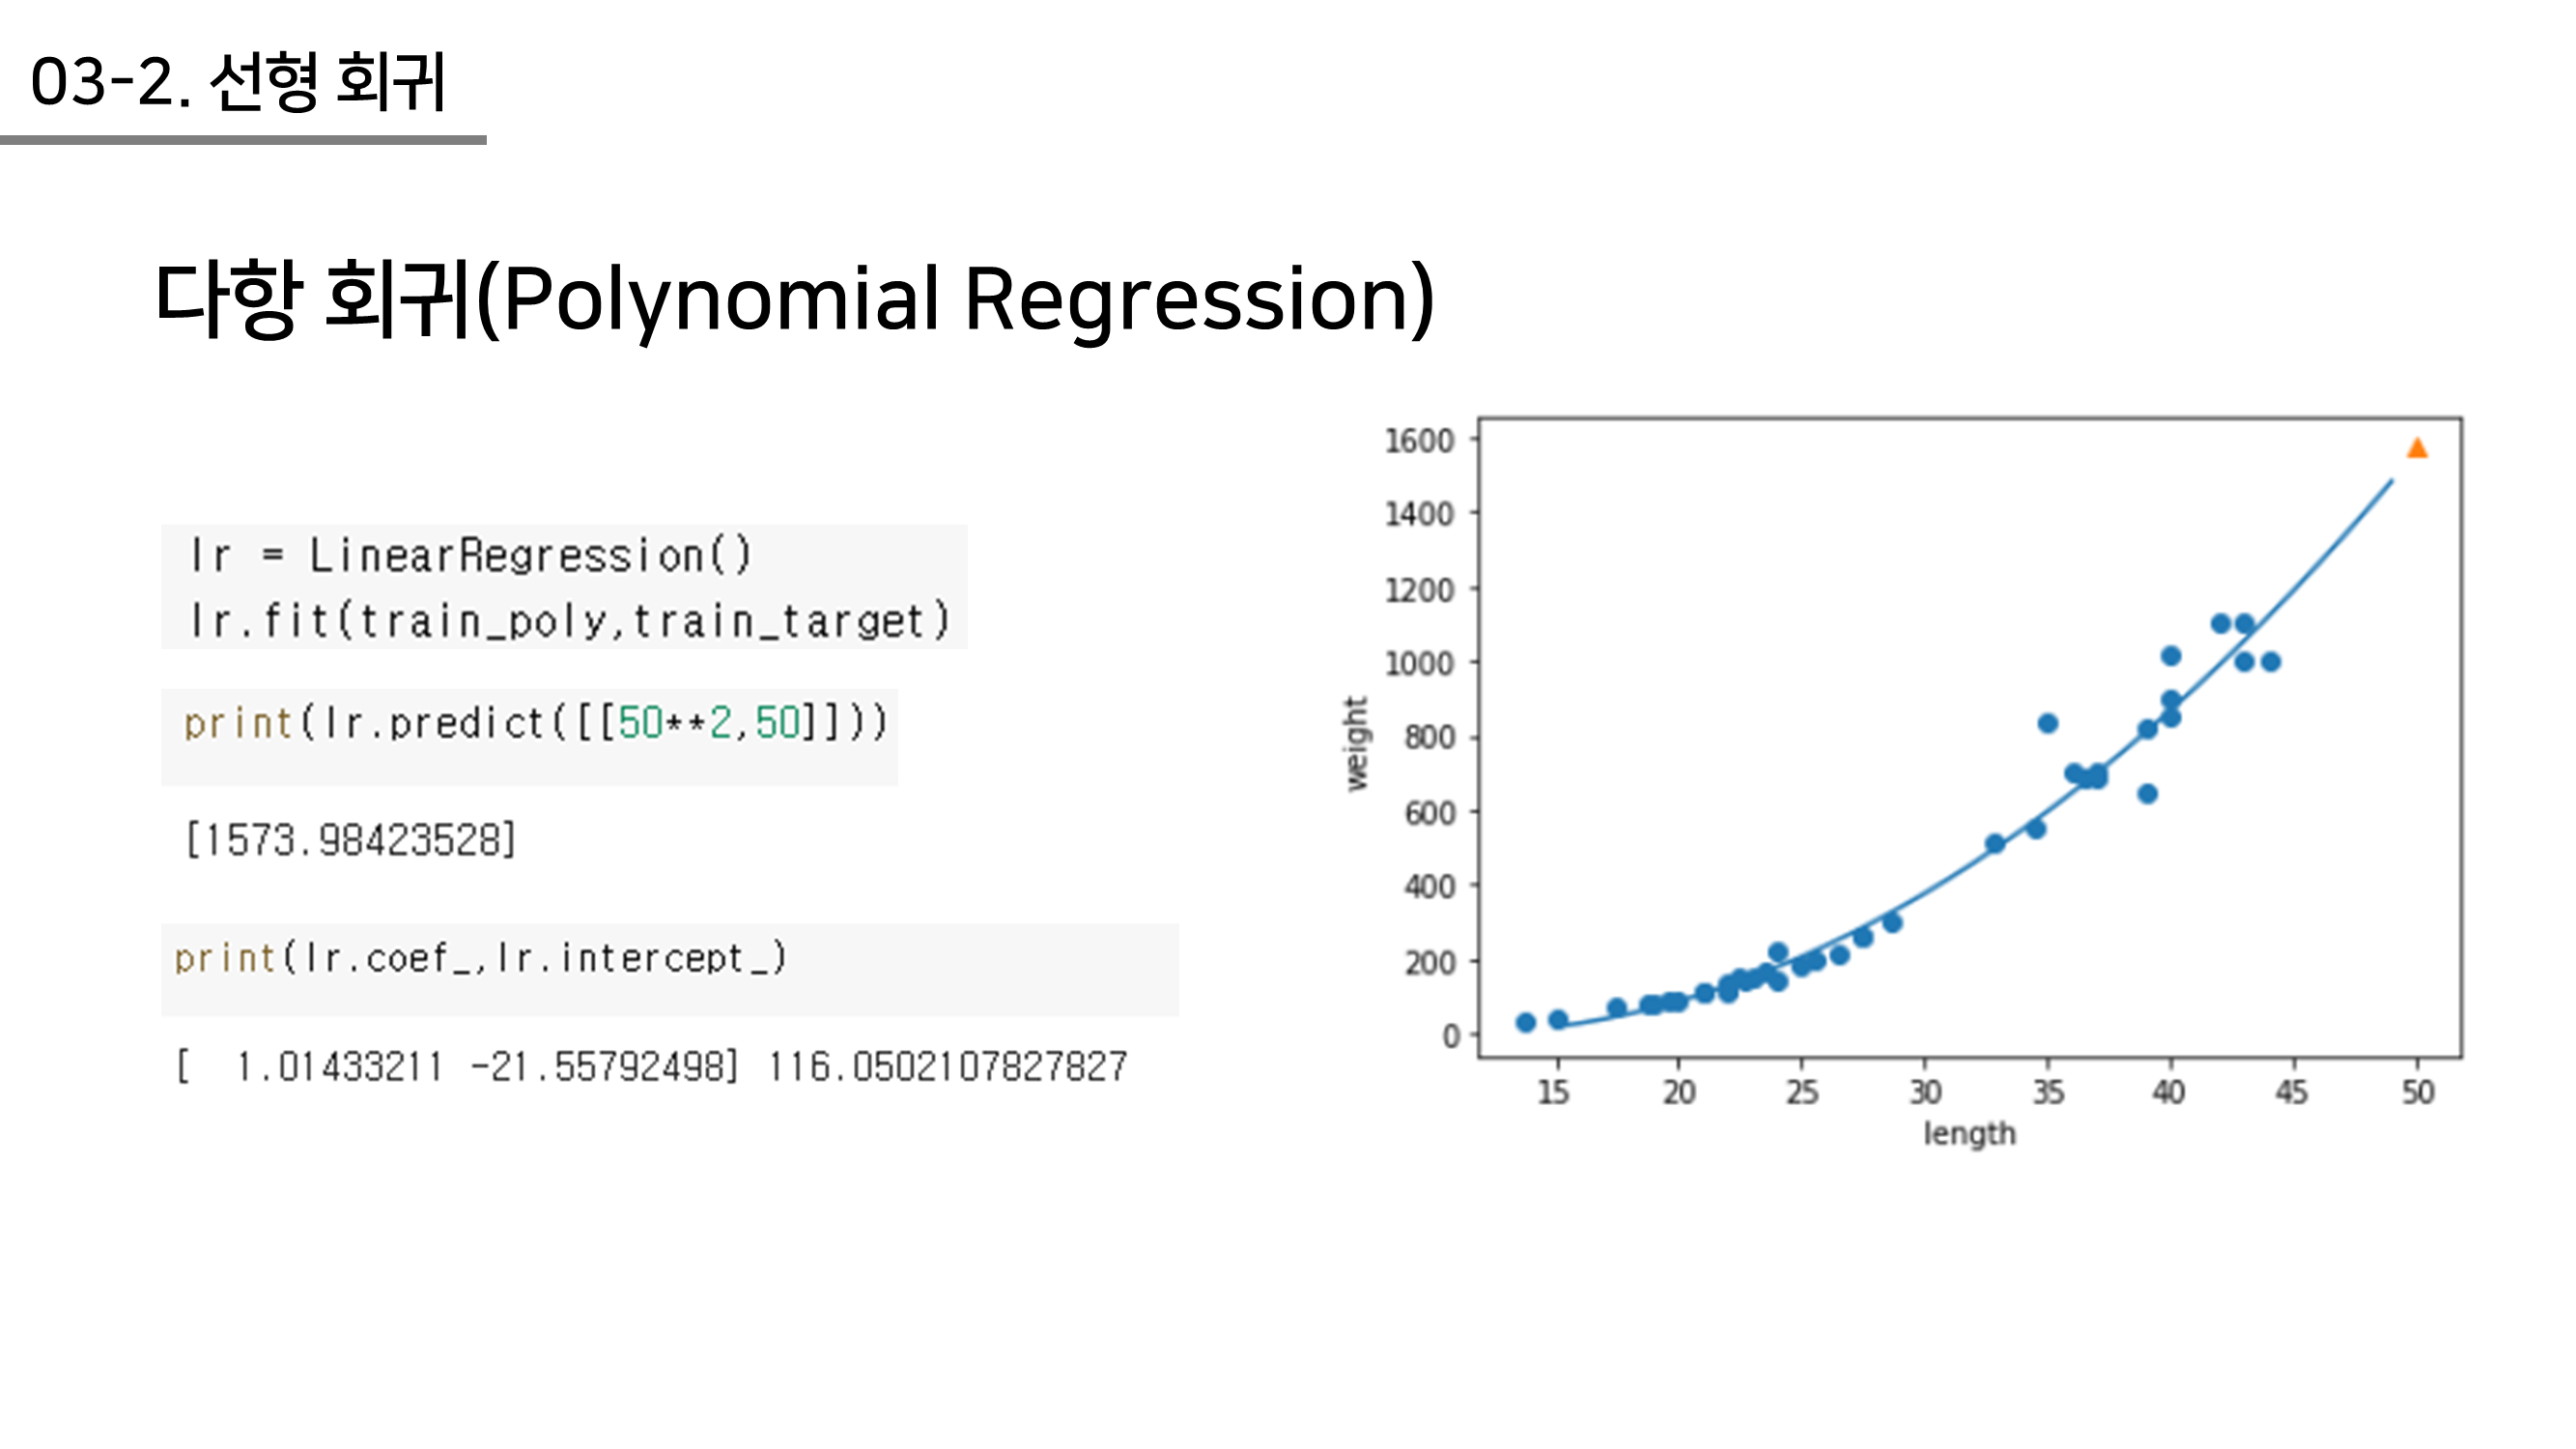 03-2. 선형 회귀
다항 회귀(Polynomial Regression)
lr = LinearRegression()
lr.fit(train_poly,train_target)
print(lr.predict([[50**2,50]]))
[1573.98423528]
print(lr.coef_,lr.intercept_)
[  1.01433211 -21.55792498] 116.0502107827827
1600
1400
1200
1000
800
600
400
200
0
weight
15 20 25 30 35 40 45 50
length